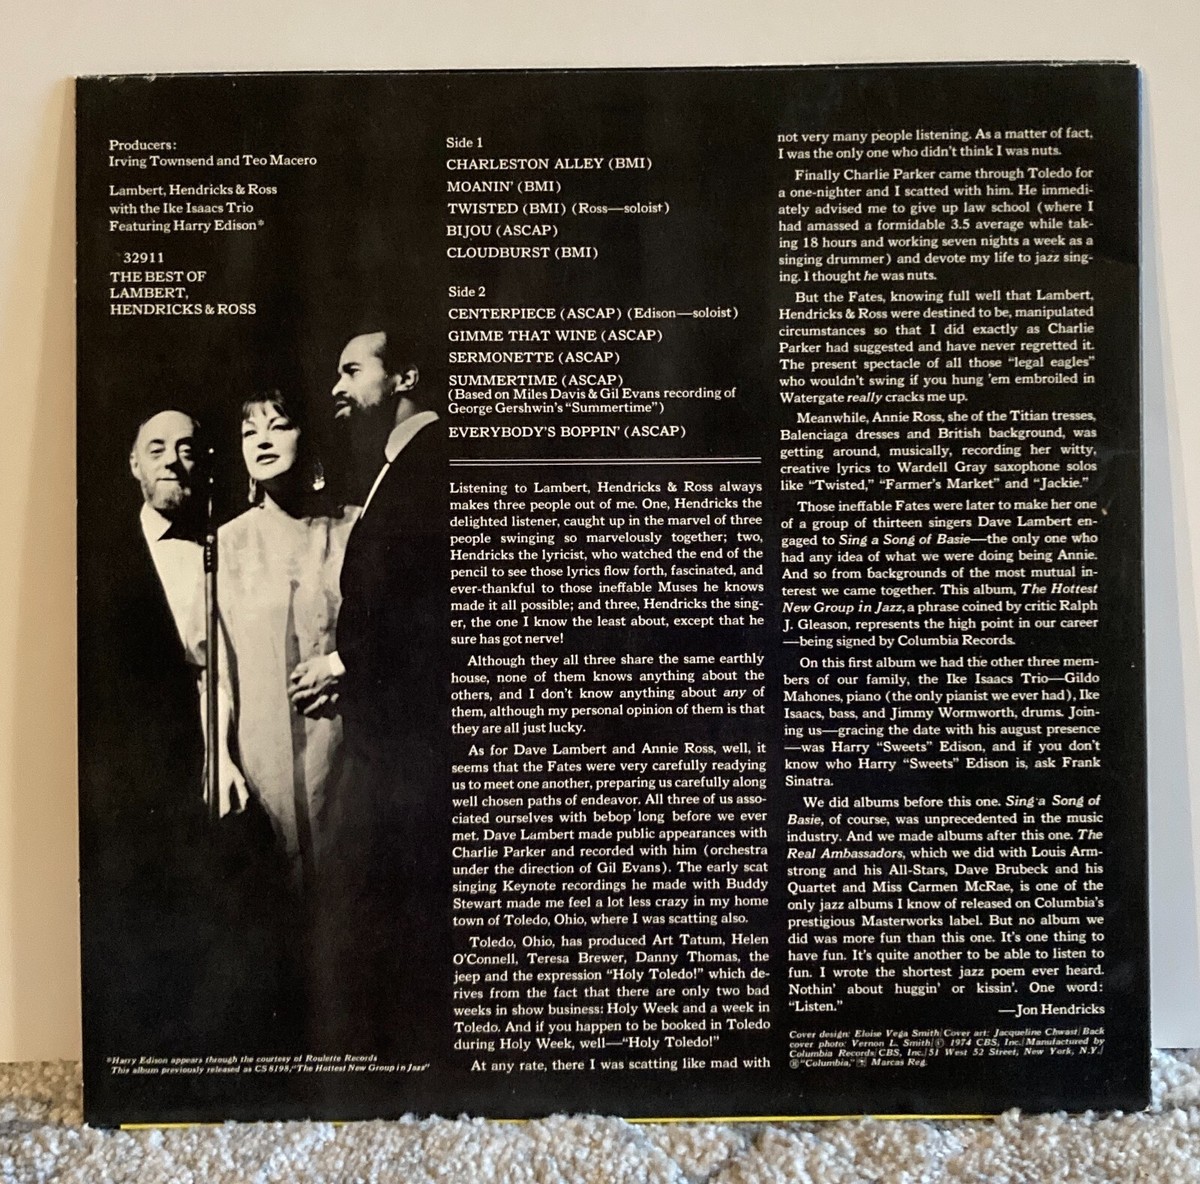 Producers:
Irving Townsend and Teo Macero
Lambert, Hendricks & Ross
with the Ike Isaacs Trio
Featuring Harry Edison*
32911
THE BEST OF
LAMBERT,
HENDRICKS & ROSS
*Harry Edison appears through the courtesy of Roulette Records
This album previously released as CS 8198, "The Hottest New Group in Jazz"
Side 1
CHARLESTON ALLEY (BMI)
MOANIN' (BMI)
TWISTED (BMI) (Ross—soloist)
BIJOU (ASCAP)
CLOUDBURST (BMI)
Side 2
CENTERPIECE (ASCAP) (Edison—soloist)
GIMME THAT WINE (ASCAP)
SERMONETTE (ASCAP)
SUMMERTIME (ASCAP)
(Based on Miles Davis & Gil Evans recording of
George Gershwin's "Summertime")
EVERYBODY'S BOPPIN' (ASCAP)
Listening to Lambert, Hendricks & Ross always
makes three people out of me. One, Hendricks the
delighted listener, caught up in the marvel of three
people swinging so marvelously together; two,
Hendricks the lyricist, who watched the end of the
pencil to see those lyrics flow forth, fascinated, and
ever-thankful to those ineffable Muses he knows
made it all possible; and three, Hendricks the sing-
er, the one I know the least about, except that he
sure has got nerve!
Although they all three share the same earthly
house, none of them knows anything about the
others, and I don't know anything about any of
them, although my personal opinion of them is that
they are all just lucky.
As for Dave Lambert and Annie Ross, well, it
seems that the Fates were very carefully readying
us to meet one another, preparing us carefully along
well chosen paths of endeavor. All three of us asso-
ciated ourselves with bebop long before we ever
met. Dave Lambert made public appearances with
Charlie Parker and recorded with him (orchestra
under the direction of Gil Evans). The early scat
singing Keynote recordings he made with Buddy
Stewart made me feel a lot less crazy in my home
town of Toledo, Ohio, where I was scatting also.
Toledo, Ohio, has produced Art Tatum, Helen
O'Connell, Teresa Brewer, Danny Thomas, the
jeep and the expression "Holy Toledo!" which de-
rives from the fact that there are only two bad
weeks in show business: Holy Week and a week in
Toledo. And if you happen to be booked in Toledo
during Holy Week, well—"Holy Toledo!"
At any rate, there I was scatting like mad with
not very many people listening. As a matter of fact,
I was the only one who didn't think I was nuts.
Finally Charlie Parker came through Toledo for
a one-nighter and I scatted with him. He immedi-
ately advised me to give up law school (where I
had amassed a formidable 3.5 average while tak-
ing 18 hours and working seven nights a week as a
singing drummer) and devote my life to jazz sing-
ing. I thought he was nuts.
But the Fates, knowing full well that Lambert,
Hendricks & Ross were destined to be, manipulated
circumstances so that I did exactly as Charlie
Parker had suggested and have never regretted it.
The present spectacle of all those "legal eagles"
who wouldn't swing if you hung 'em embroiled in
Watergate really cracks me up.
Meanwhile, Annie Ross, she of the Titian tresses,
Balenciaga dresses and British background, was
getting around, musically, recording her witty,
creative lyrics to Wardell Gray saxophone solos
like "Twisted," "Farmer's Market" and "Jackie."
Those ineffable Fates were later to make her one
of a group of thirteen singers Dave Lambert en-
gaged to Sing a Song of Basie—the only one who
had any idea of what we were doing being Annie.
And so from backgrounds of the most mutual in-
terest we came together. This album, The Hottest
New Group in Jazz, a phrase coined by critic Ralph
J. Gleason, represents the high point in our career
—being signed by Columbia Records.
On this first album we had the other three mem-
bers of our family, the Ike Isaacs Trio—Gildo
Mahones, piano (the only pianist we ever had), Ike
Isaacs, bass, and Jimmy Wormworth, drums. Join-
ing us—gracing the date with his august presence
—was Harry "Sweets" Edison, and if you don't
know who Harry "Sweets" Edison is, ask Frank
Sinatra.
We did albums before this one. Sing a Song of
Basie, of course, was unprecedented in the music
industry. And we made albums after this one. The
Real Ambassadors, which we did with Louis Arm-
strong and his All-Stars, Dave Brubeck and his
Quartet and Miss Carmen McRae, is one of the
only jazz albums I know of released on Columbia's
prestigious Masterworks label. But no album we
did was more fun than this one. It's one thing to
have fun. It's quite another to be able to listen to
fun. I wrote the shortest jazz poem ever heard.
Nothin' about huggin' or kissin'. One word:
"Listen."
—Jon Hendricks
Cover design: Eloise Vega Smith/Cover art: Jacqueline Chwast/Back
cover photo: Vernon L. Smith/℗ 1974 CBS, Inc./Manufactured by
Columbia Records/CBS, Inc./51 West 52 Street, New York, N.Y./
® "Columbia," Marcas Reg.